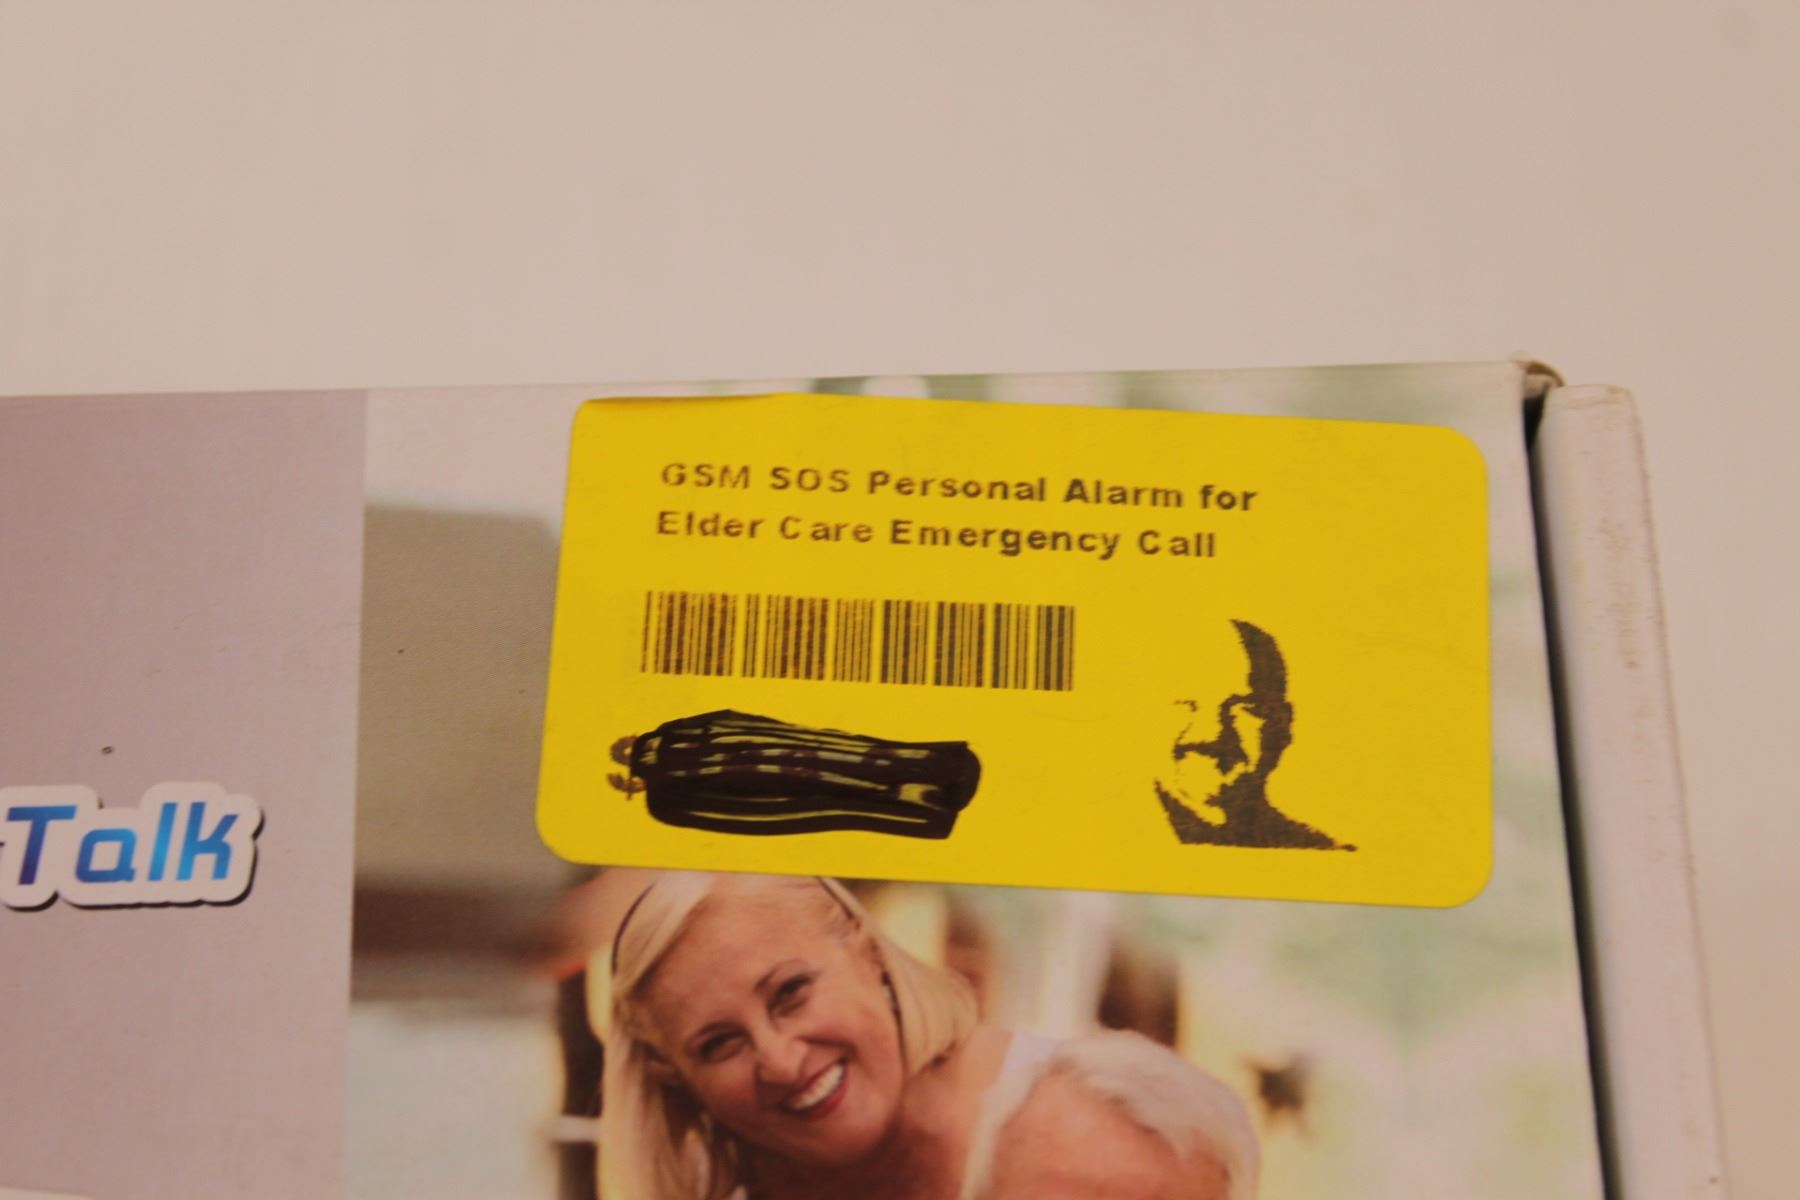 GSM SOS Personal Alarm for
Elder Care Emergency Call
Talk